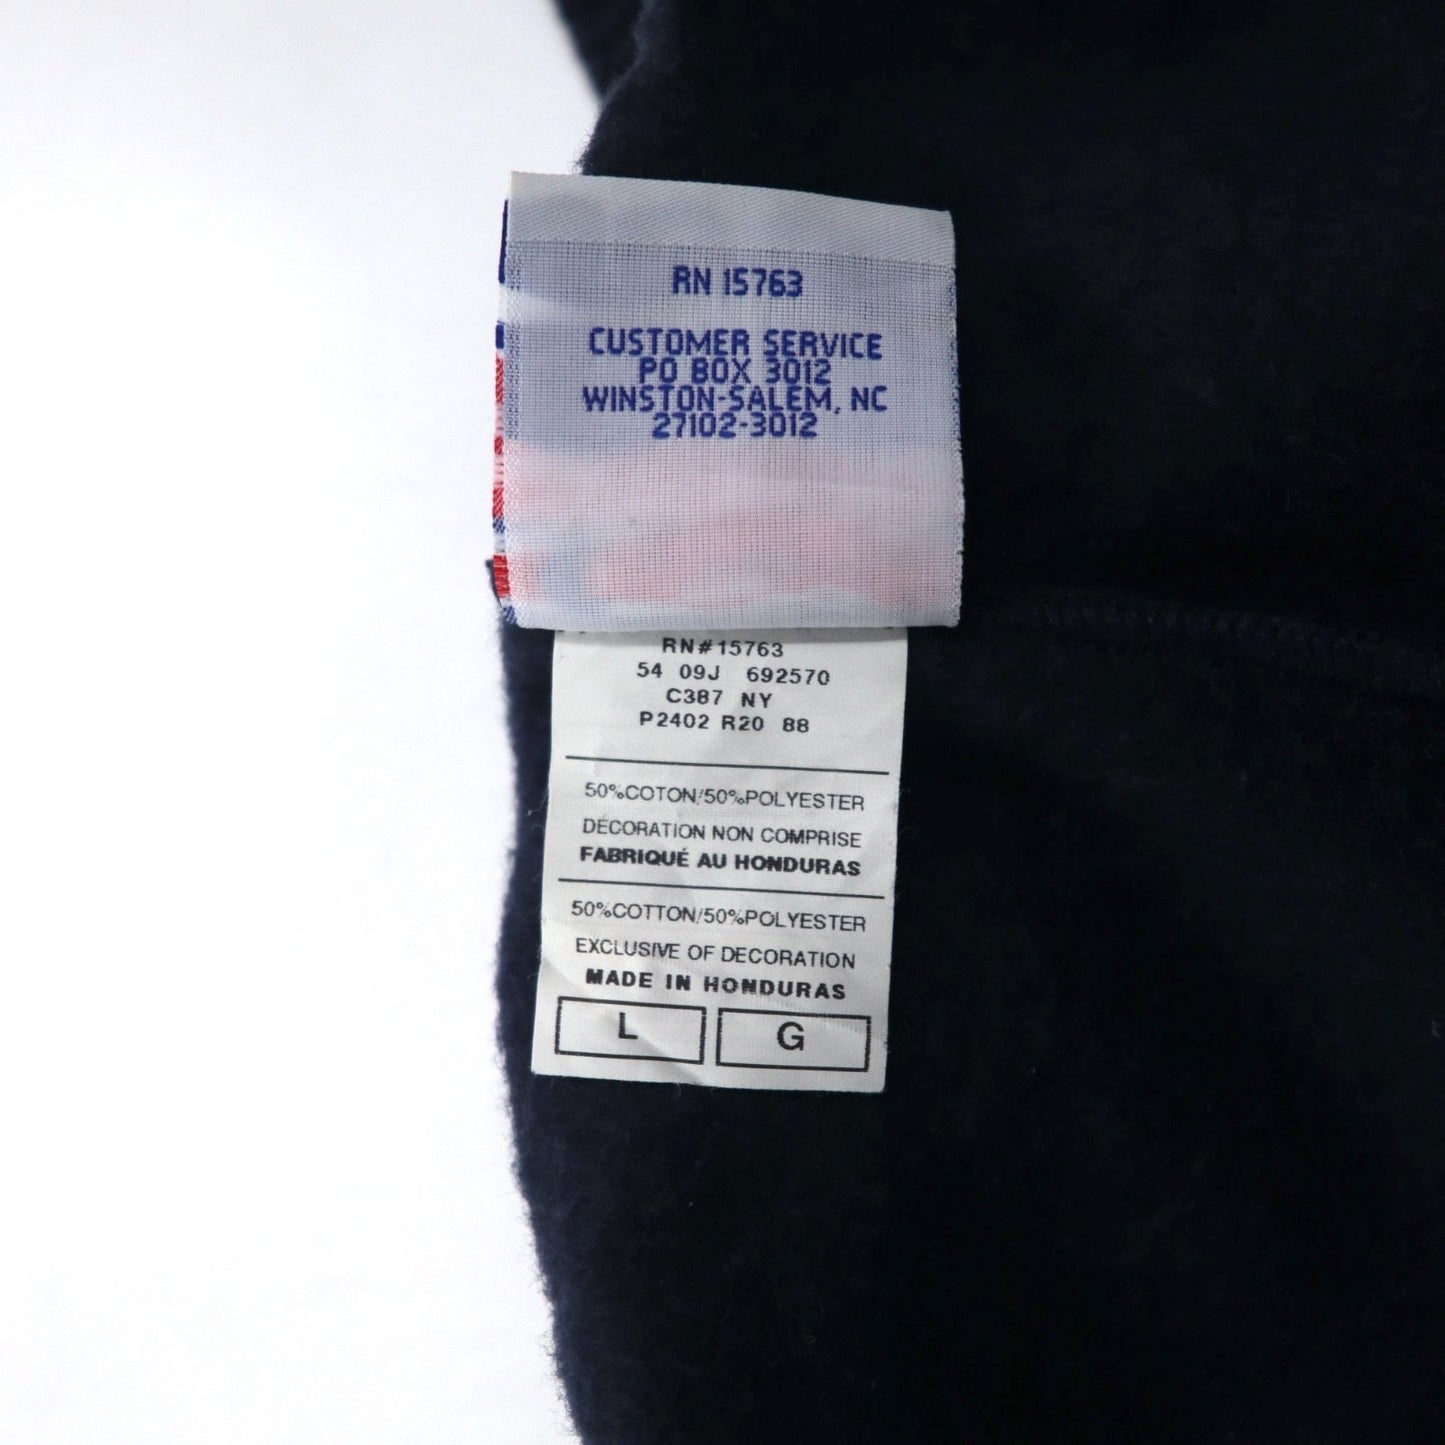 RN 15763
CUSTOMER SERVICE
PO BOX 3012
WINSTON-SALEM, NC
27102-3012
RN#15763
54 09J 692570
C387 NY
P2402 R20 88
50%COTON/50%POLYESTER
DÉCORATION NON COMPRISE
FABRIQUÉ AU HONDURAS
50%COTTON/50%POLYESTER
EXCLUSIVE OF DECORATION
MADE IN HONDURAS
L G